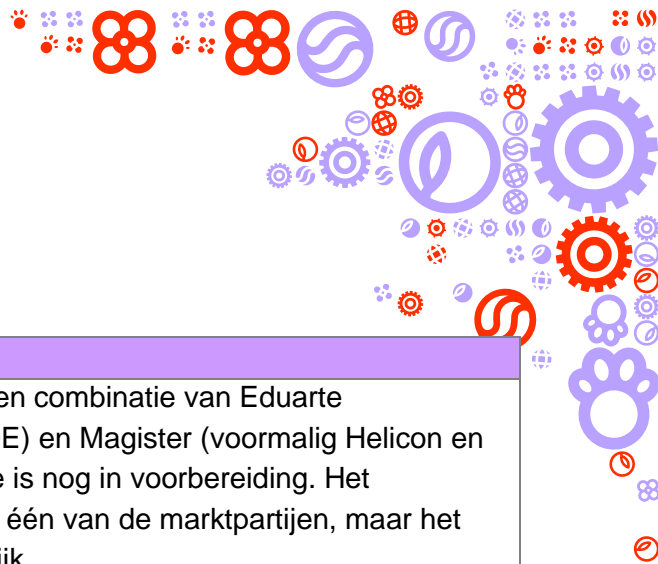 en combinatie van Eduarte
E) en Magister (voormalig Helicon en
e is nog in voorbereiding. Het
één van de marktpartijen, maar het
ijk